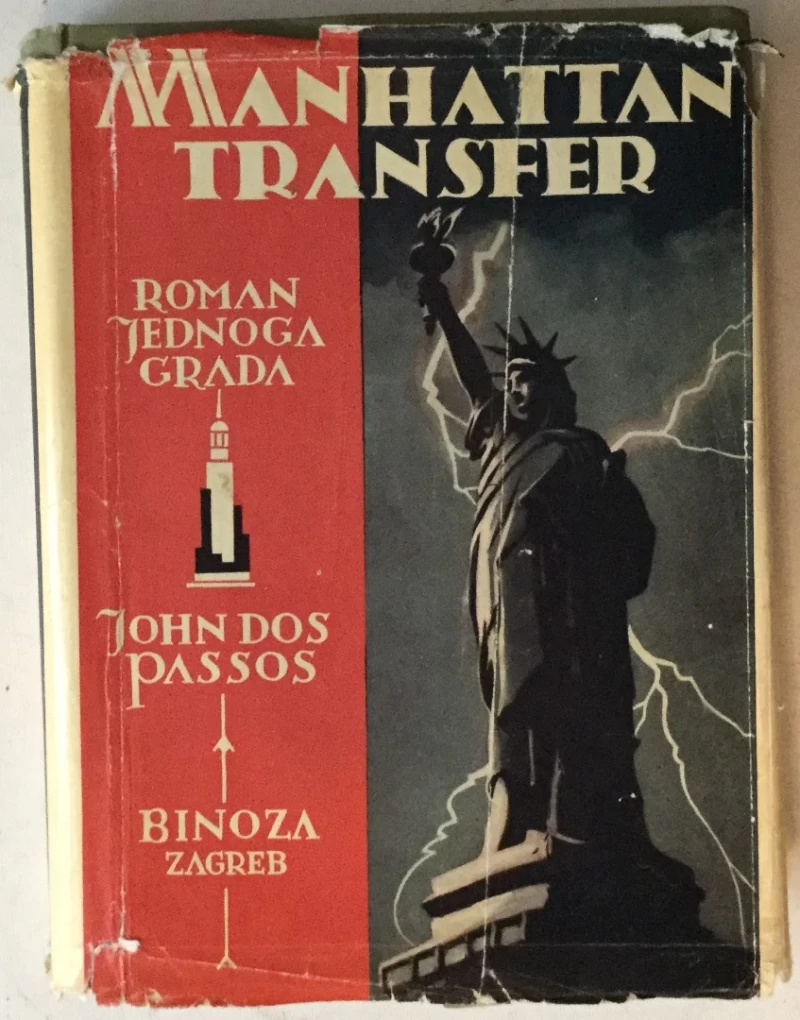 MANHATTAN
TRANSFER
ROMAN
JEDNOGA
GRADA
JOHN DOS
PASSOS
BINOZA
ZAGREB